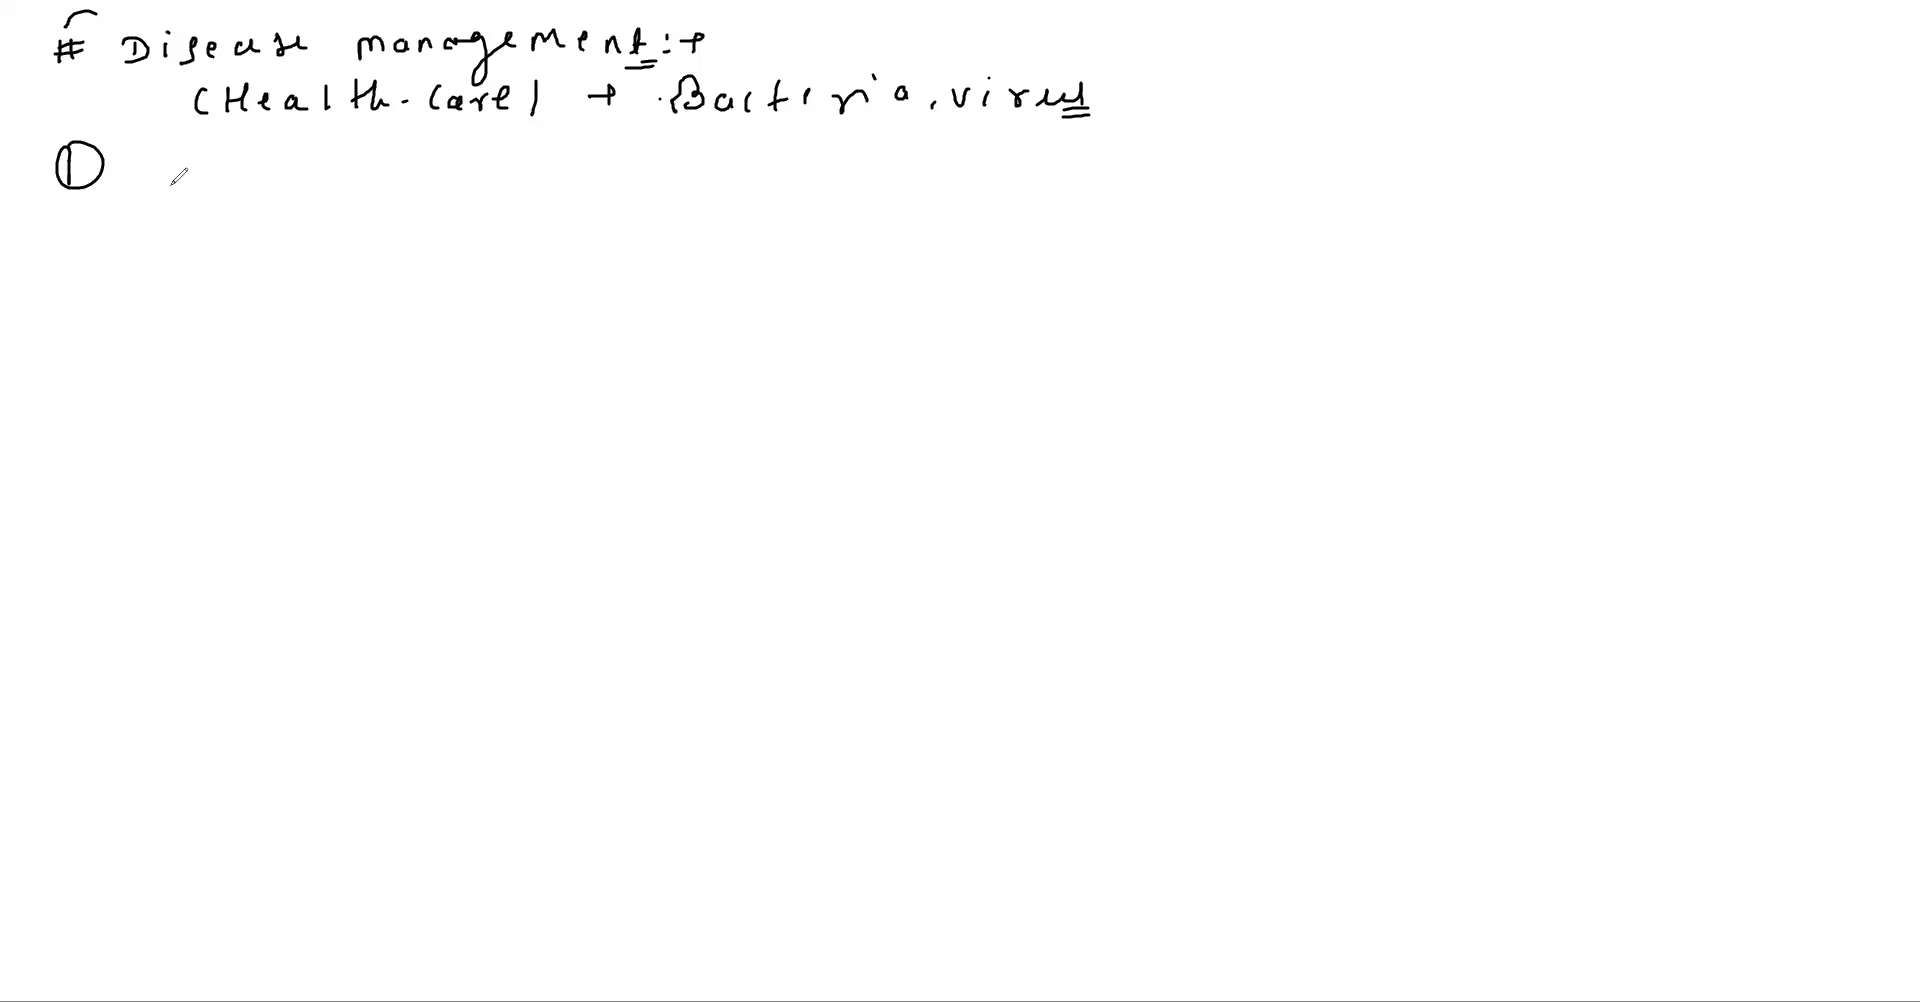 # Disease management :→
(Health-Care) → Bacteria, virus
①